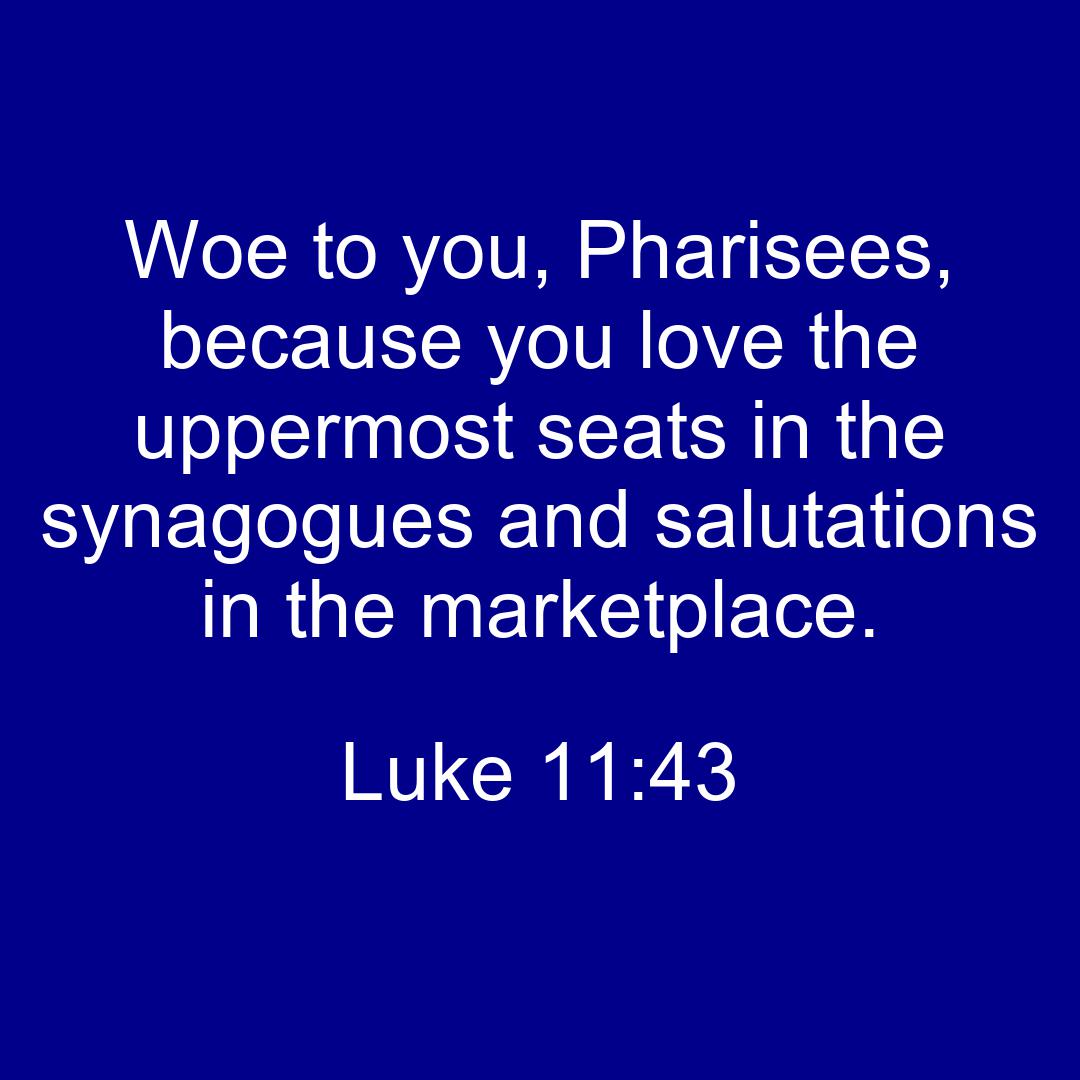 Woe to you, Pharisees,
because you love the
uppermost seats in the
synagogues and salutations
in the marketplace.
Luke 11:43